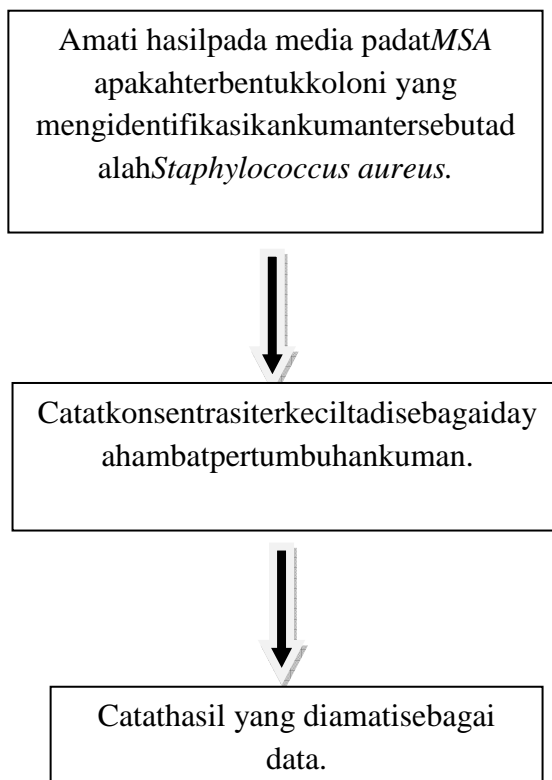 Amati hasilpada media padatMSA
apakahterbentukkoloni yang
mengidentifikasikankumantersebutad
alahStaphylococcus aureus.
Catatkonsentrasiterkeciltadisebagaiday
ahambatpertumbuhankuman.
Catathasil yang diamatisebagai
data.